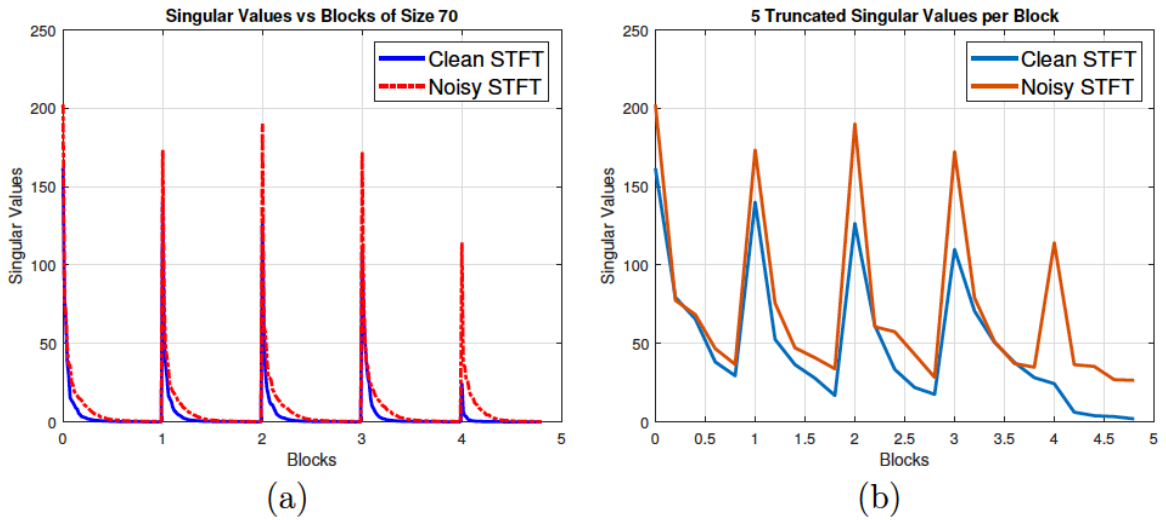 Singular Values vs Blocks of Size 70
250
200
150
100
50
0
Singular Values
Clean STFT
Noisy STFT
0 1 2 3 4 5
Blocks
(a)
5 Truncated Singular Values per Block
250
200
150
100
50
0
Singular Values
Clean STFT
Noisy STFT
0 0.5 1 1.5 2 2.5 3 3.5 4 4.5 5
Blocks
(b)